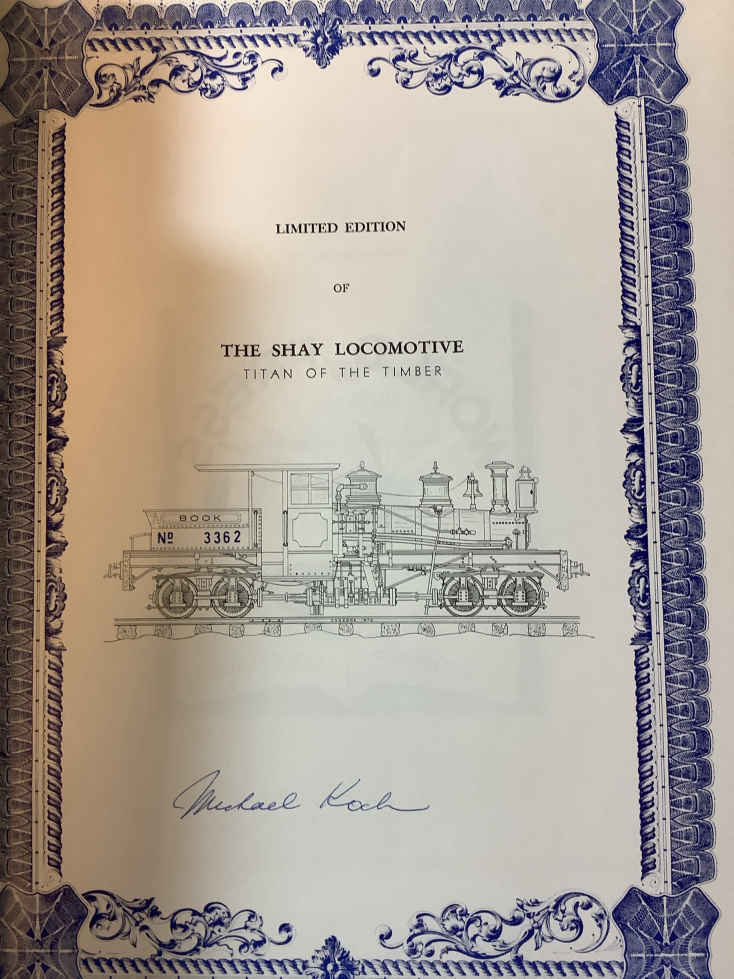 LIMITED EDITION
OF
THE SHAY LOCOMOTIVE
TITAN OF THE TIMBER
BOOK
Nº 3362
Michael Koch